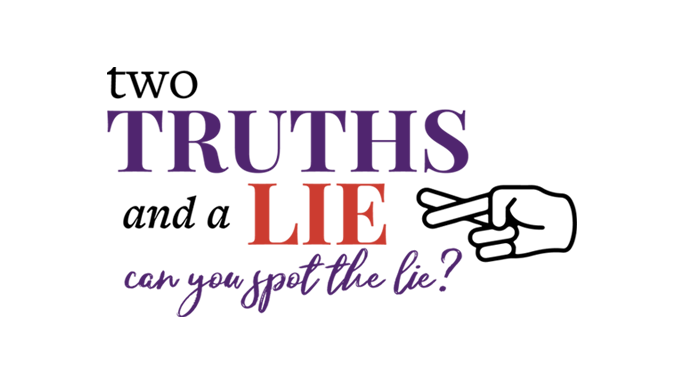 two
TRUTHS
and a LIE
can you spot the lie?